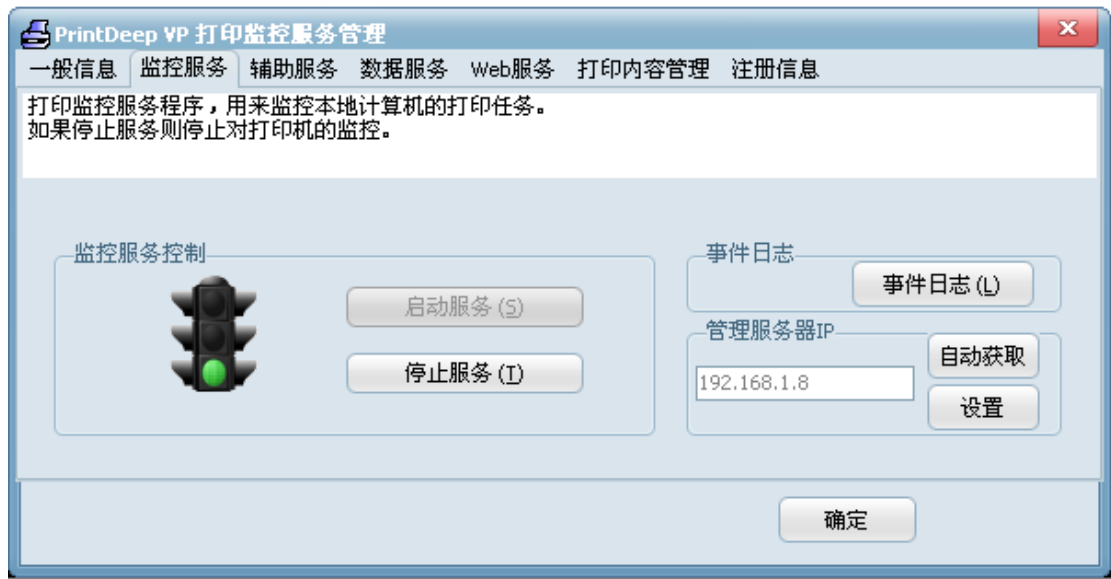 PrintDeep VP 打印监控服务管理
一般信息 监控服务 辅助服务 数据服务 Web服务 打印内容管理 注册信息
打印监控服务程序，用来监控本地计算机的打印任务。
如果停止服务则停止对打印机的监控。
监控服务控制
启动服务(S)
停止服务(T)
事件日志
事件日志(L)
管理服务器IP
自动获取
192.168.1.8
设置
确定